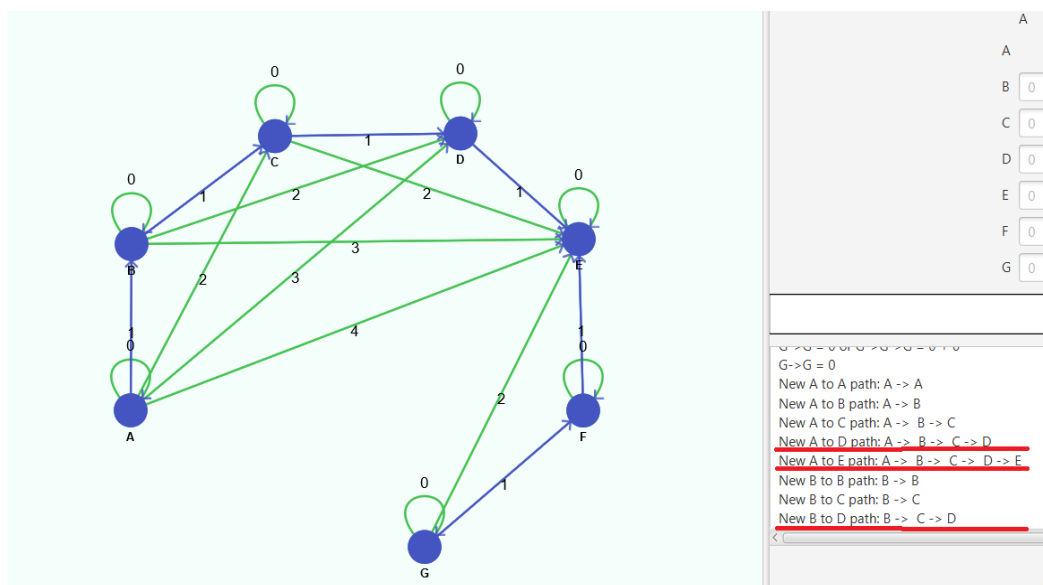 A
A
B 0
C 0
D 0
E 0
F 0
G 0
0
0
C
D
1
0
0
1
2
2
1
B
E
3
2
3
1
0
4
1
0
A
2
F
0
1
G
G->G = 0
New A to A path: A -> A
New A to B path: A -> B
New A to C path: A -> B -> C
New A to D path: A -> B -> C -> D
New A to E path: A -> B -> C -> D -> E
New B to B path: B -> B
New B to C path: B -> C
New B to D path: B -> C -> D